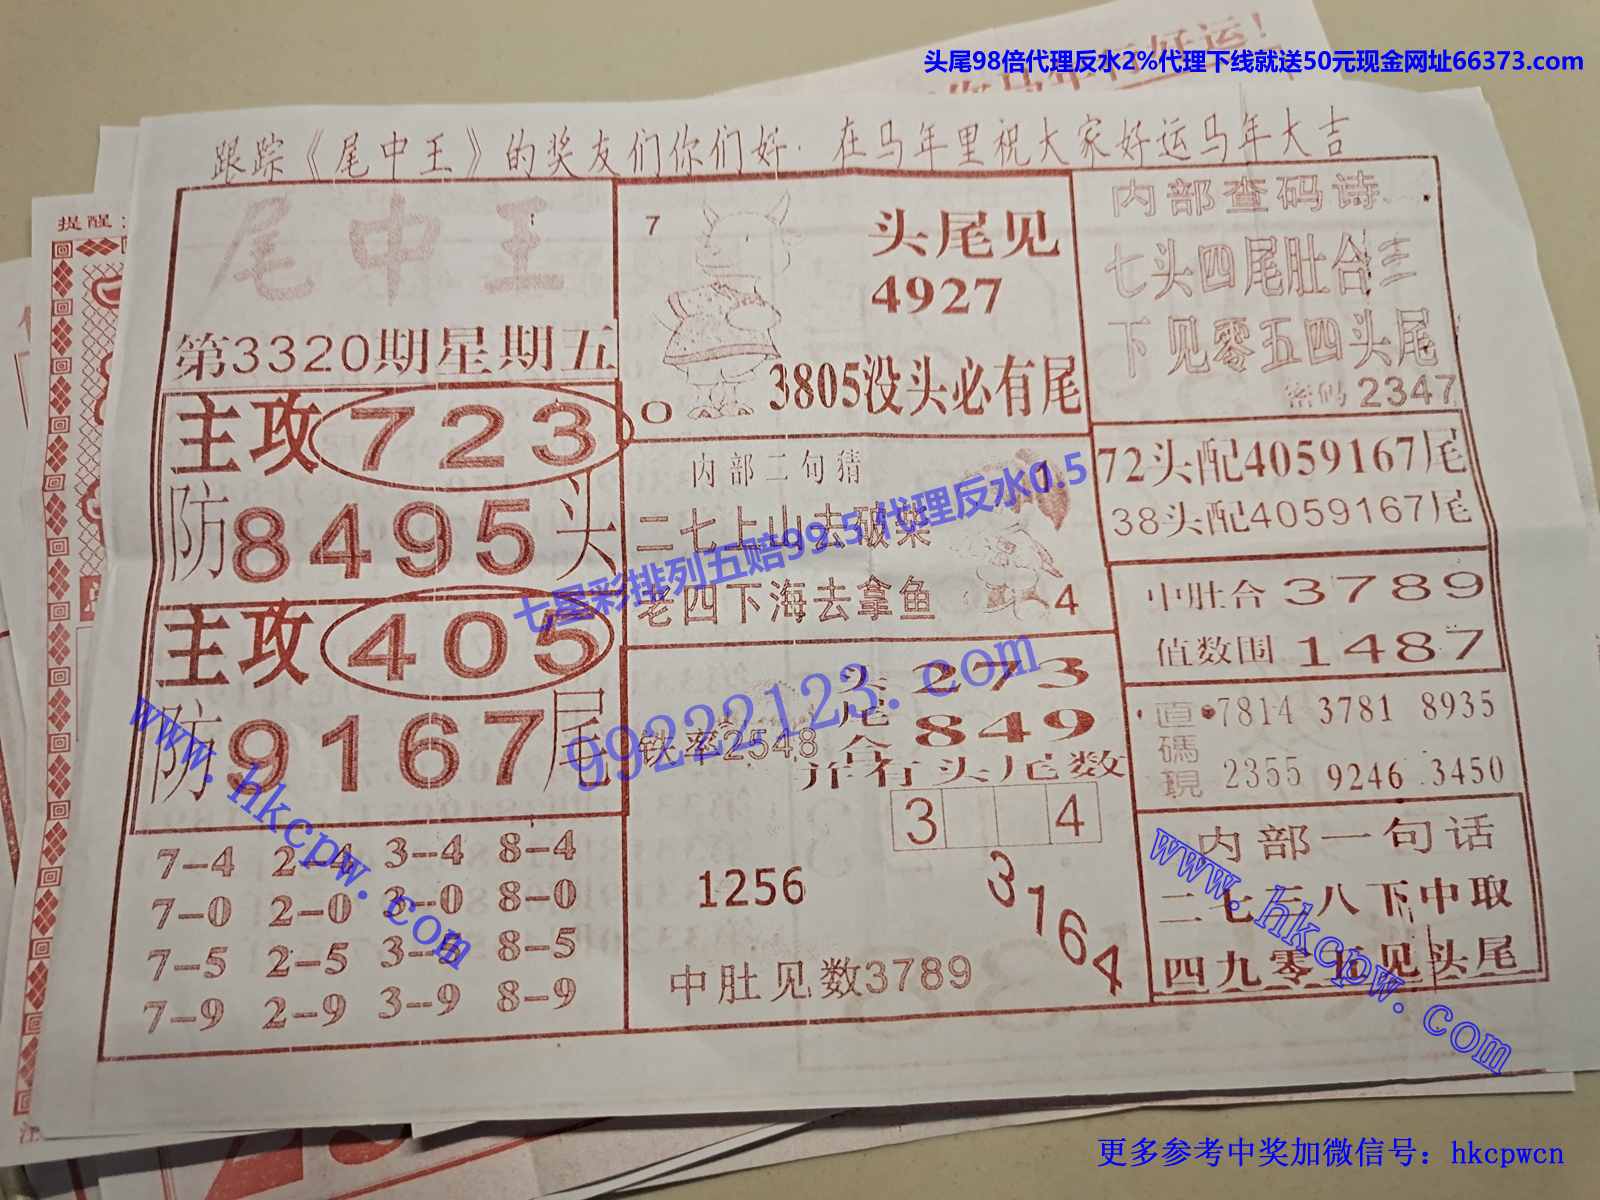 头尾98倍代理反水2%代理下线就送50元现金网址66373.com
跟踪《尾中王》的奖友们你们好·在马年里祝大家好运马年大吉
提醒
尾中王
第3320期星期五
主攻723
防8495头
主攻405
防9167尾
7-4 2-4 3-4 8-4
7-0 2-0 3-0 8-0
7-5 2-5 3-5 8-5
7-9 2-9 3-9 8-9
7
头尾见
4927
0
3805没头必有尾
内部二句猜
1
二七上山去破柴
老四下海去拿鱼
4
头273
尾849
合
铁率2548
并有头尾数
3 4
1256
3164
中肚见数3789
内部查码诗
七头四尾肚合三
下见零五四头尾
密码2347
72头配4059167尾
38头配4059167尾
中肚合3789
值数围1487
直碼現
7814 3781 8935
2355 9246 3450
内部一句话
二七三八下中取
四九零五见头尾
七星彩排列五赔99.5代理反水0.5
99222123.com
www.hkcpw.com
www.hkcpw.com
更多参考中奖加微信号：hkcpwcn